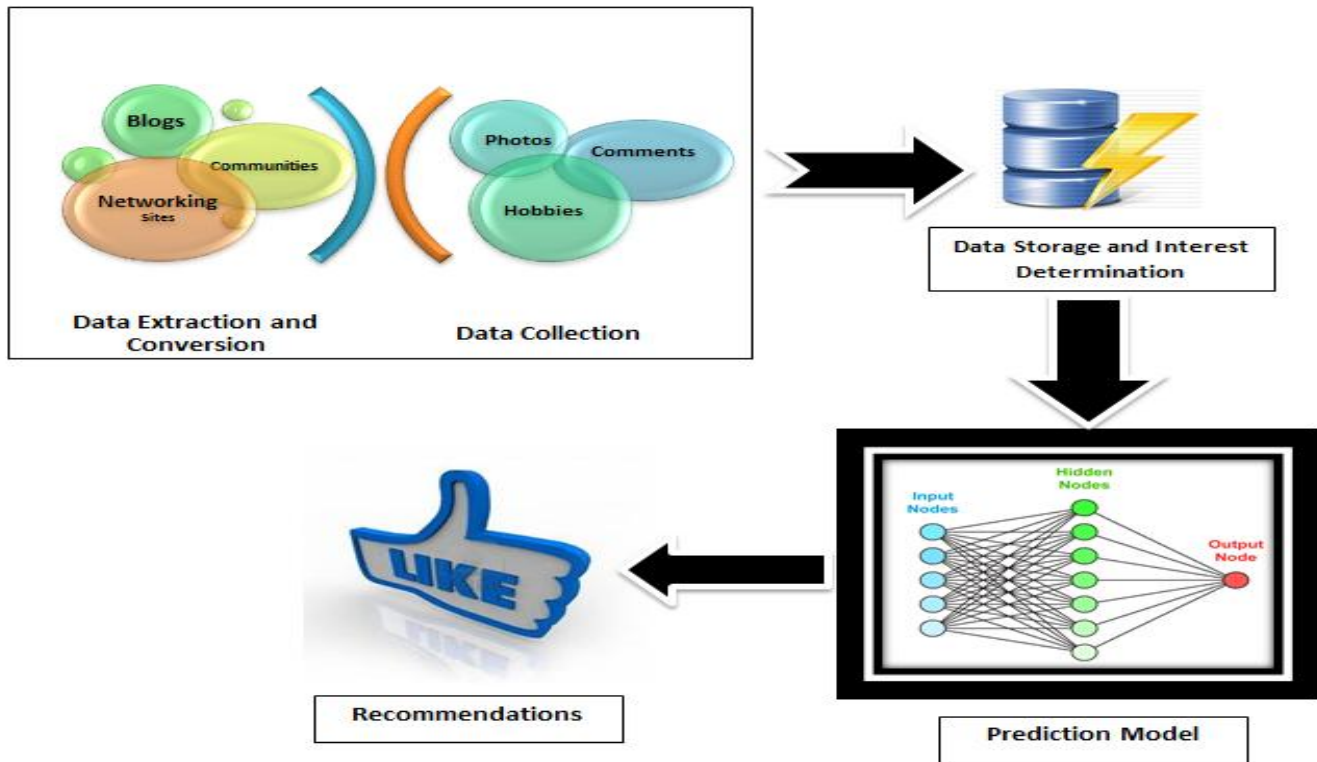 Blogs
Communities
Networking
Sites
Photos
Comments
Hobbies
Data Extraction and
Conversion
Data Collection
Data Storage and Interest
Determination
Hidden
Nodes
Input
Nodes
Output
Node
LIKE
Recommendations
Prediction Model